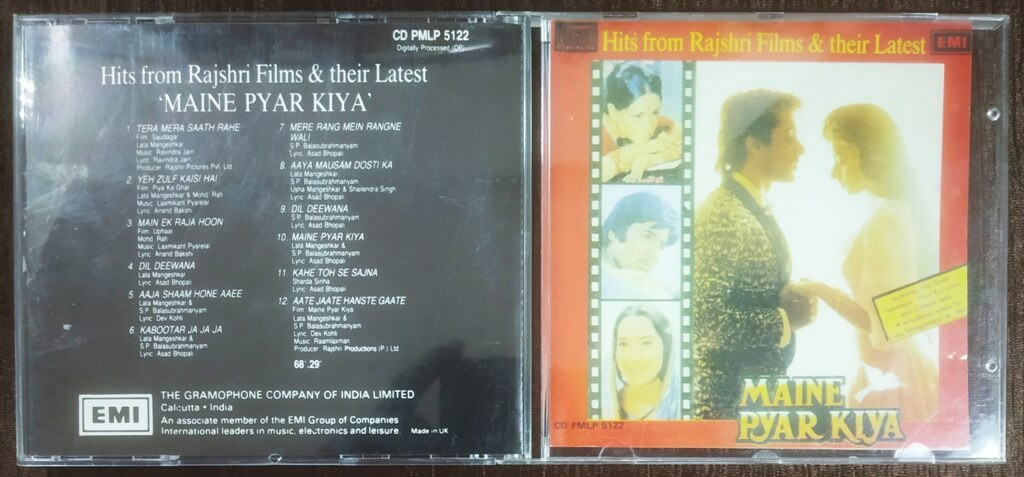 CD PMLP 5122
Digitally Processed (DP)
Hits from Rajshri Films & their Latest
'MAINE PYAR KIYA'
1. TERA MERA SAATH RAHE
Film: Saudagar
Lata Mangeshkar
Music: Ravindra Jain
Lyric: Ravindra Jain
Producer: Rajshri Pictures Pvt. Ltd
2. YEH ZULF KAISI HAI
Film: Piya Ka Ghar
Lata Mangeshkar & Mohd. Rafi
Music: Laxmikant Pyarelal
Lyric: Anand Bakshi
3. MAIN EK RAJA HOON
Film: Uphaar
Mohd. Rafi
Music: Laxmikant Pyarelal
Lyric: Anand Bakshi
4. DIL DEEWANA
Lata Mangeshkar
Lyric: Asad Bhopali
5. AAJA SHAAM HONE AAEE
Lata Mangeshkar &
S.P. Balasubrahmanyam
Lyric: Dev Kohli
6. KABOOTAR JA JA JA
Lata Mangeshkar &
S.P. Balasubrahmanyam
Lyric: Asad Bhopali
7. MERE RANG MEIN RANGNE
WALI
S.P. Balasubrahmanyam
Lyric: Asad Bhopali
8. AAYA MAUSAM DOSTI KA
Lata Mangeshkar
S.P. Balasubrahmanyam
Usha Mangeshkar & Shailendra Singh
Lyric: Asad Bhopali
9. DIL DEEWANA
S.P. Balasubrahmanyam
Lyric: Asad Bhopali
10. MAINE PYAR KIYA
Lata Mangeshkar &
S.P. Balasubrahmanyam
Lyric: Asad Bhopali
11. KAHE TOH SE SAJNA
Sharda Sinha
Lyric: Asad Bhopali
12. AATE JAATE HANSTE GAATE
Film: Maine Pyar Kiya
Lata Mangeshkar &
S.P. Balasubrahmanyam
Lyric: Dev Kohli
Music: Raamlaxman
Producer: Rajshri Productions (P.) Ltd
68'.29"
EMI
THE GRAMOPHONE COMPANY OF INDIA LIMITED
Calcutta • India
An associate member of the EMI Group of Companies
International leaders in music, electronics and leisure.
Made in UK
Hits from Rajshri Films & their Latest
EMI
MAINE
PYAR KIYA
CD PMLP 5122